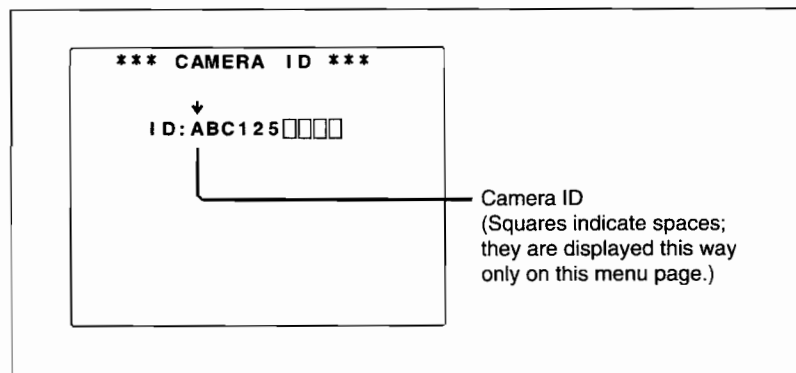 *** CAMERA ID ***
ID:ABC125□□□□
Camera ID
(Squares indicate spaces;
they are displayed this way
only on this menu page.)